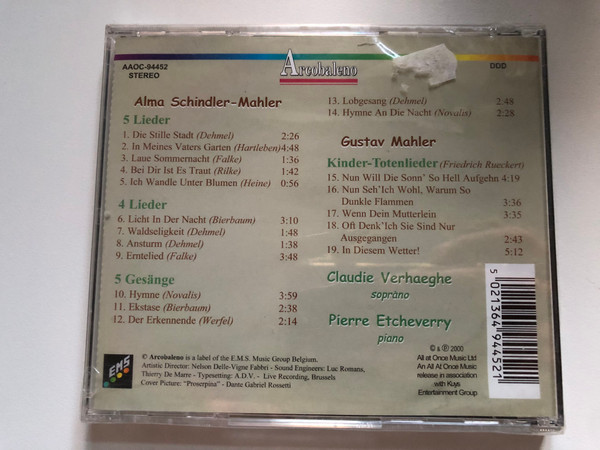 AAOC-94452
STEREO
Arcobaleno
DDD
Alma Schindler-Mahler
5 Lieder
1. Die Stille Stadt (Dehmel) 2:26
2. In Meines Vaters Garten (Hartleben) 4:48
3. Laue Sommernacht (Falke) 1:36
4. Bei Dir Ist Es Traut (Rilke) 1:42
5. Ich Wandle Unter Blumen (Heine) 0:56
4 Lieder
6. Licht In Der Nacht (Bierbaum) 3:10
7. Waldseligkeit (Dehmel) 1:48
8. Ansturm (Dehmel) 1:38
9. Erntelied (Falke) 3:48
5 Gesänge
10. Hymne (Novalis) 3:59
11. Ekstase (Bierbaum) 2:38
12. Der Erkennende (Werfel) 2:14
13. Lobgesang (Dehmel) 2:48
14. Hymne An Die Nacht (Novalis) 2:28
Gustav Mahler
Kinder-Totenlieder (Friedrich Rueckert)
15. Nun Will Die Sonn' So Hell Aufgehn 4:19
16. Nun Seh'Ich Wohl, Warum So
Dunkle Flammen 3:36
17. Wenn Dein Mutterlein 3:35
18. Oft Denk'Ich Sie Sind Nur
Ausgegangen 2:43
19. In Diesem Wetter! 5:12
Claudie Verhaeghe
soprano
Pierre Etcheverry
piano
5 021364 944521
EMS
© Arcobaleno is a label of the E.M.S. Music Group Belgium.
Artistic Director: Nelson Delle-Vigne Fabbri - Sound Engineers: Luc Romans,
Thierry De Marre - Typesetting: A.D.V. - Live Recording, Brussels
Cover Picture: "Proserpina" - Dante Gabriel Rossetti
© & ℗ 2000
All at Once Music Ltd
An All At Once Music
release in association
with Kuys
Entertainment Group